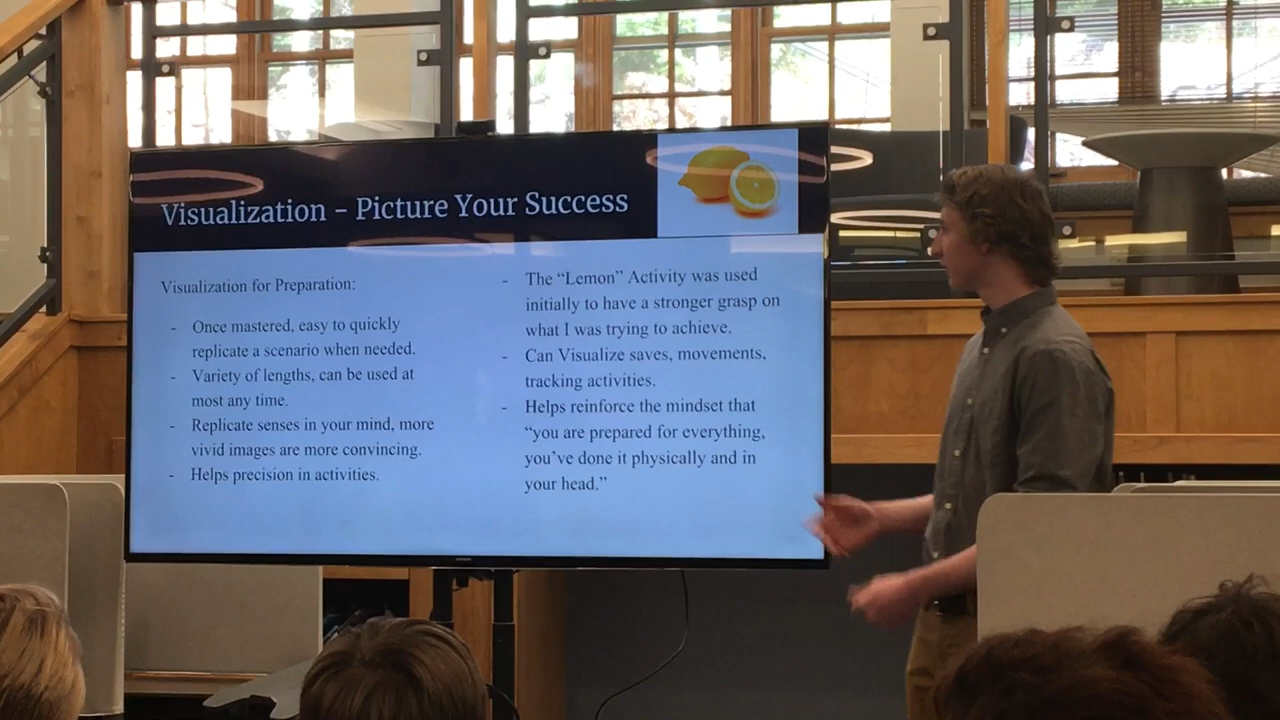 Visualization – Picture Your Success
Visualization for Preparation:
- Once mastered, easy to quickly
replicate a scenario when needed.
- Variety of lengths, can be used at
most any time.
- Replicate senses in your mind, more
vivid images are more convincing.
- Helps precision in activities.
- The “Lemon” Activity was used
initially to have a stronger grasp on
what I was trying to achieve.
- Can Visualize saves, movements,
tracking activities.
- Helps reinforce the mindset that
“you are prepared for everything,
you’ve done it physically and in
your head.”